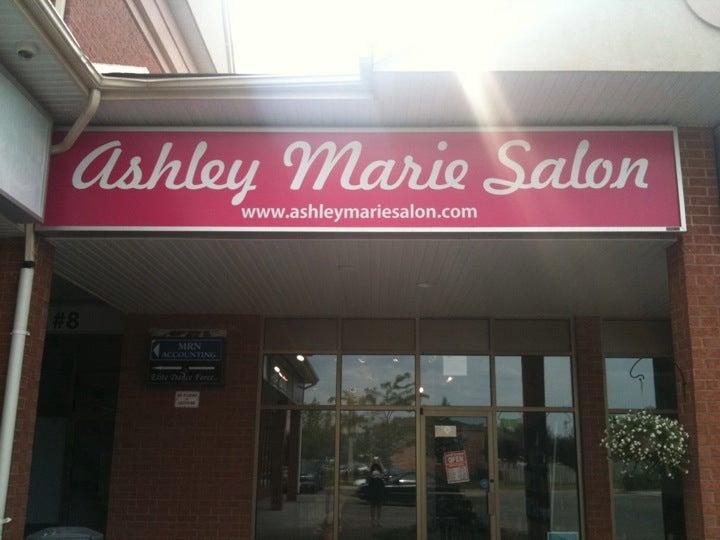 Ashley Marie Salon
www.ashleymariesalon.com
#8
MRN
ACCOUNTING
Elite Dance Force
OPEN